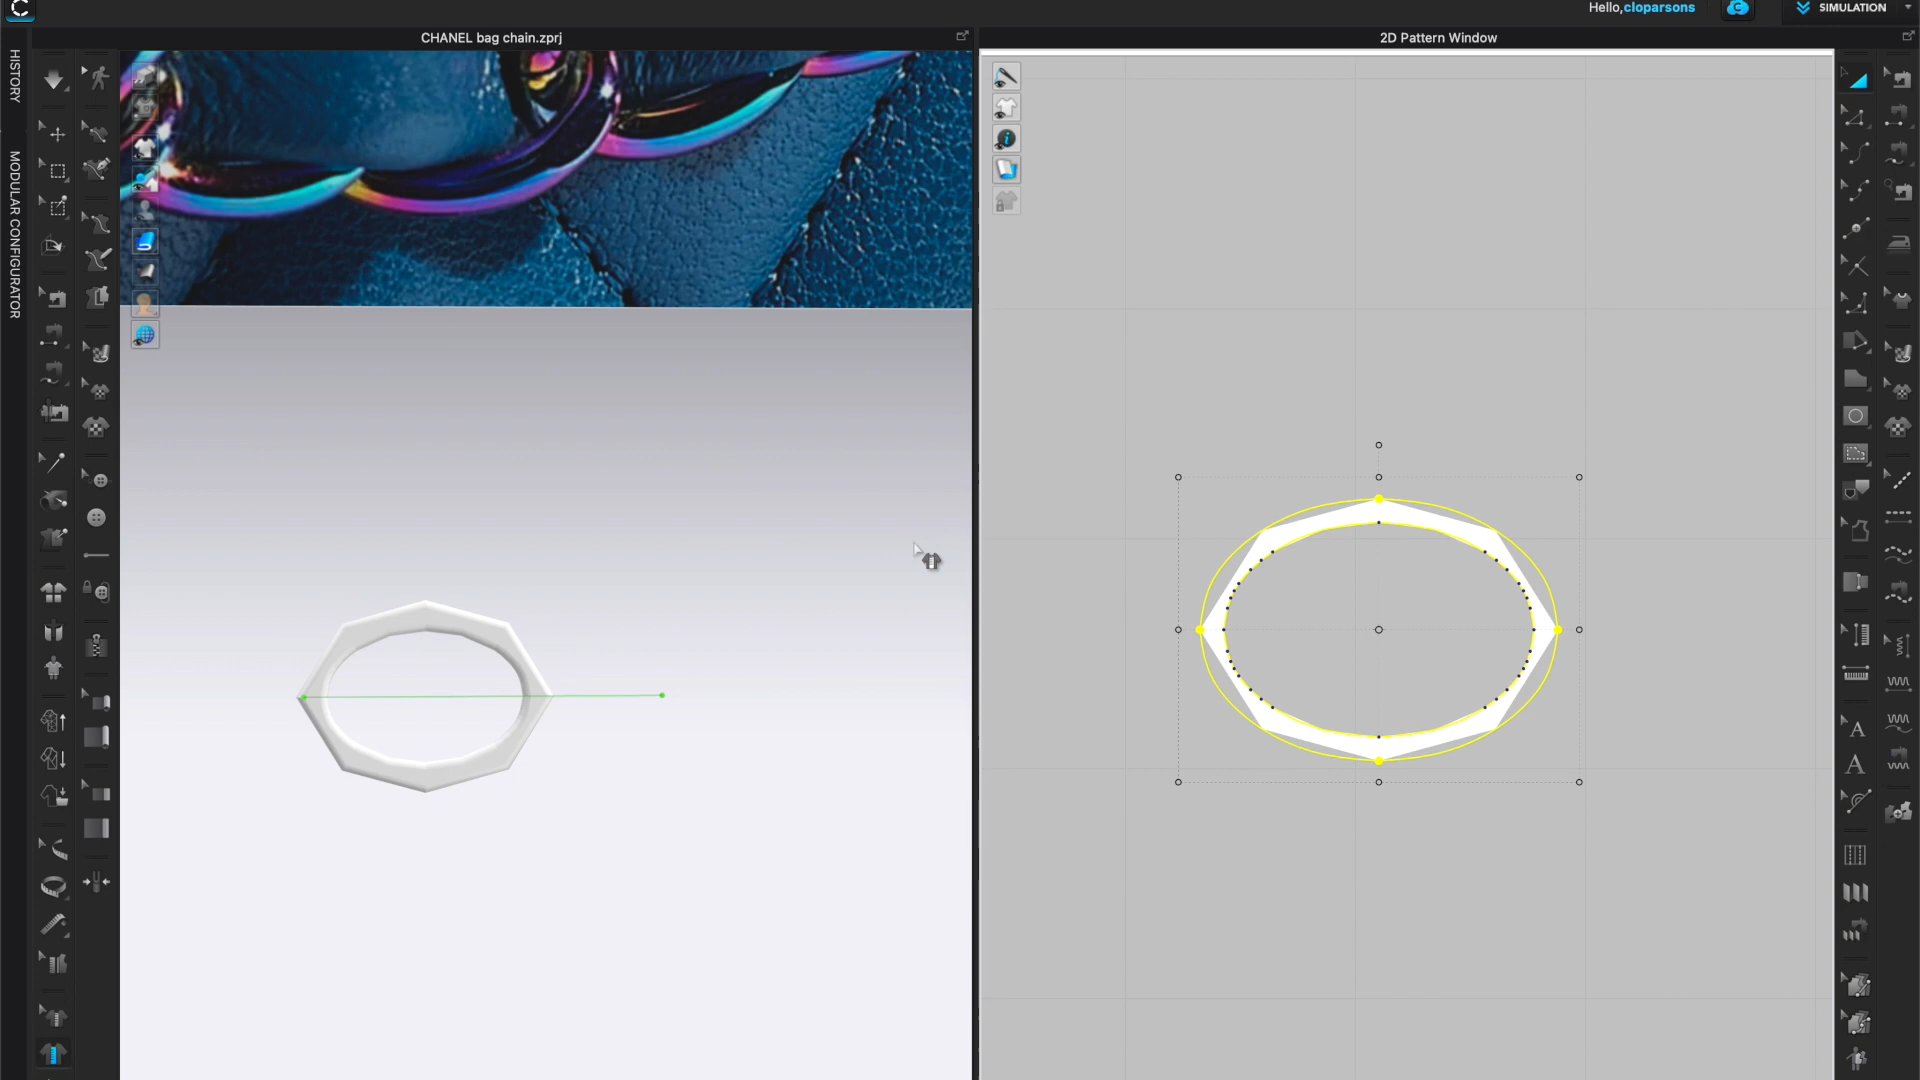 Hello,cloparsons
SIMULATION
CHANEL bag chain.zprj
2D Pattern Window
HISTORY
MODULAR CONFIGURATOR